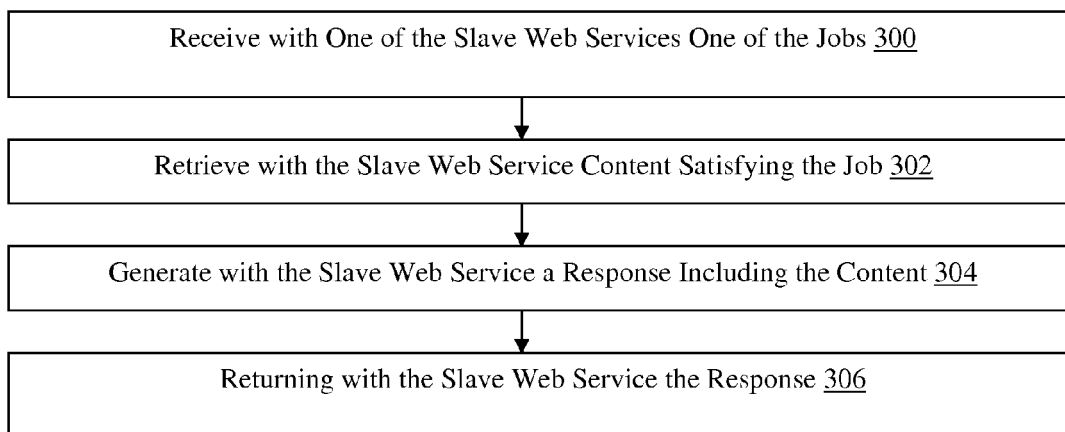 Receive with One of the Slave Web Services One of the Jobs 300
Retrieve with the Slave Web Service Content Satisfying the Job 302
Generate with the Slave Web Service a Response Including the Content 304
Returning with the Slave Web Service the Response 306